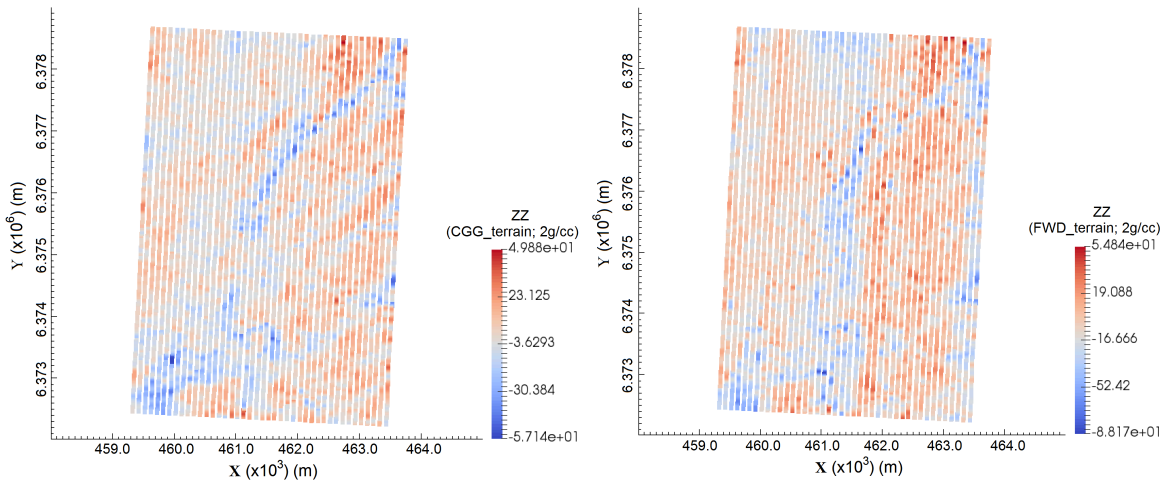 6.378
6.377
6.376
6.375
6.374
6.373
Y (x10⁶) (m)
459.0 460.0 461.0 462.0 463.0 464.0
X (x10³) (m)
ZZ
(CGG_terrain; 2g/cc)
4.988e+01
23.125
-3.6293
-30.384
-5.714e+01
6.378
6.377
6.376
6.375
6.374
6.373
Y (x10⁶) (m)
459.0 460.0 461.0 462.0 463.0 464.0
X (x10³) (m)
ZZ
(FWD_terrain; 2g/cc)
5.484e+01
19.088
-16.666
-52.42
-8.817e+01